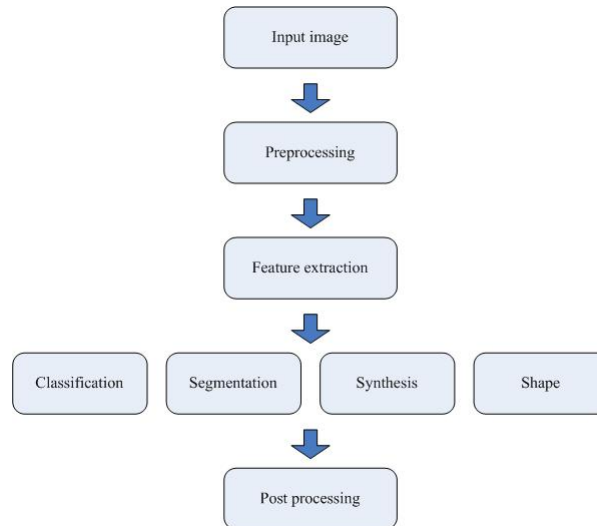 Input image
Preprocessing
Feature extraction
Classification
Segmentation
Synthesis
Shape
Post processing